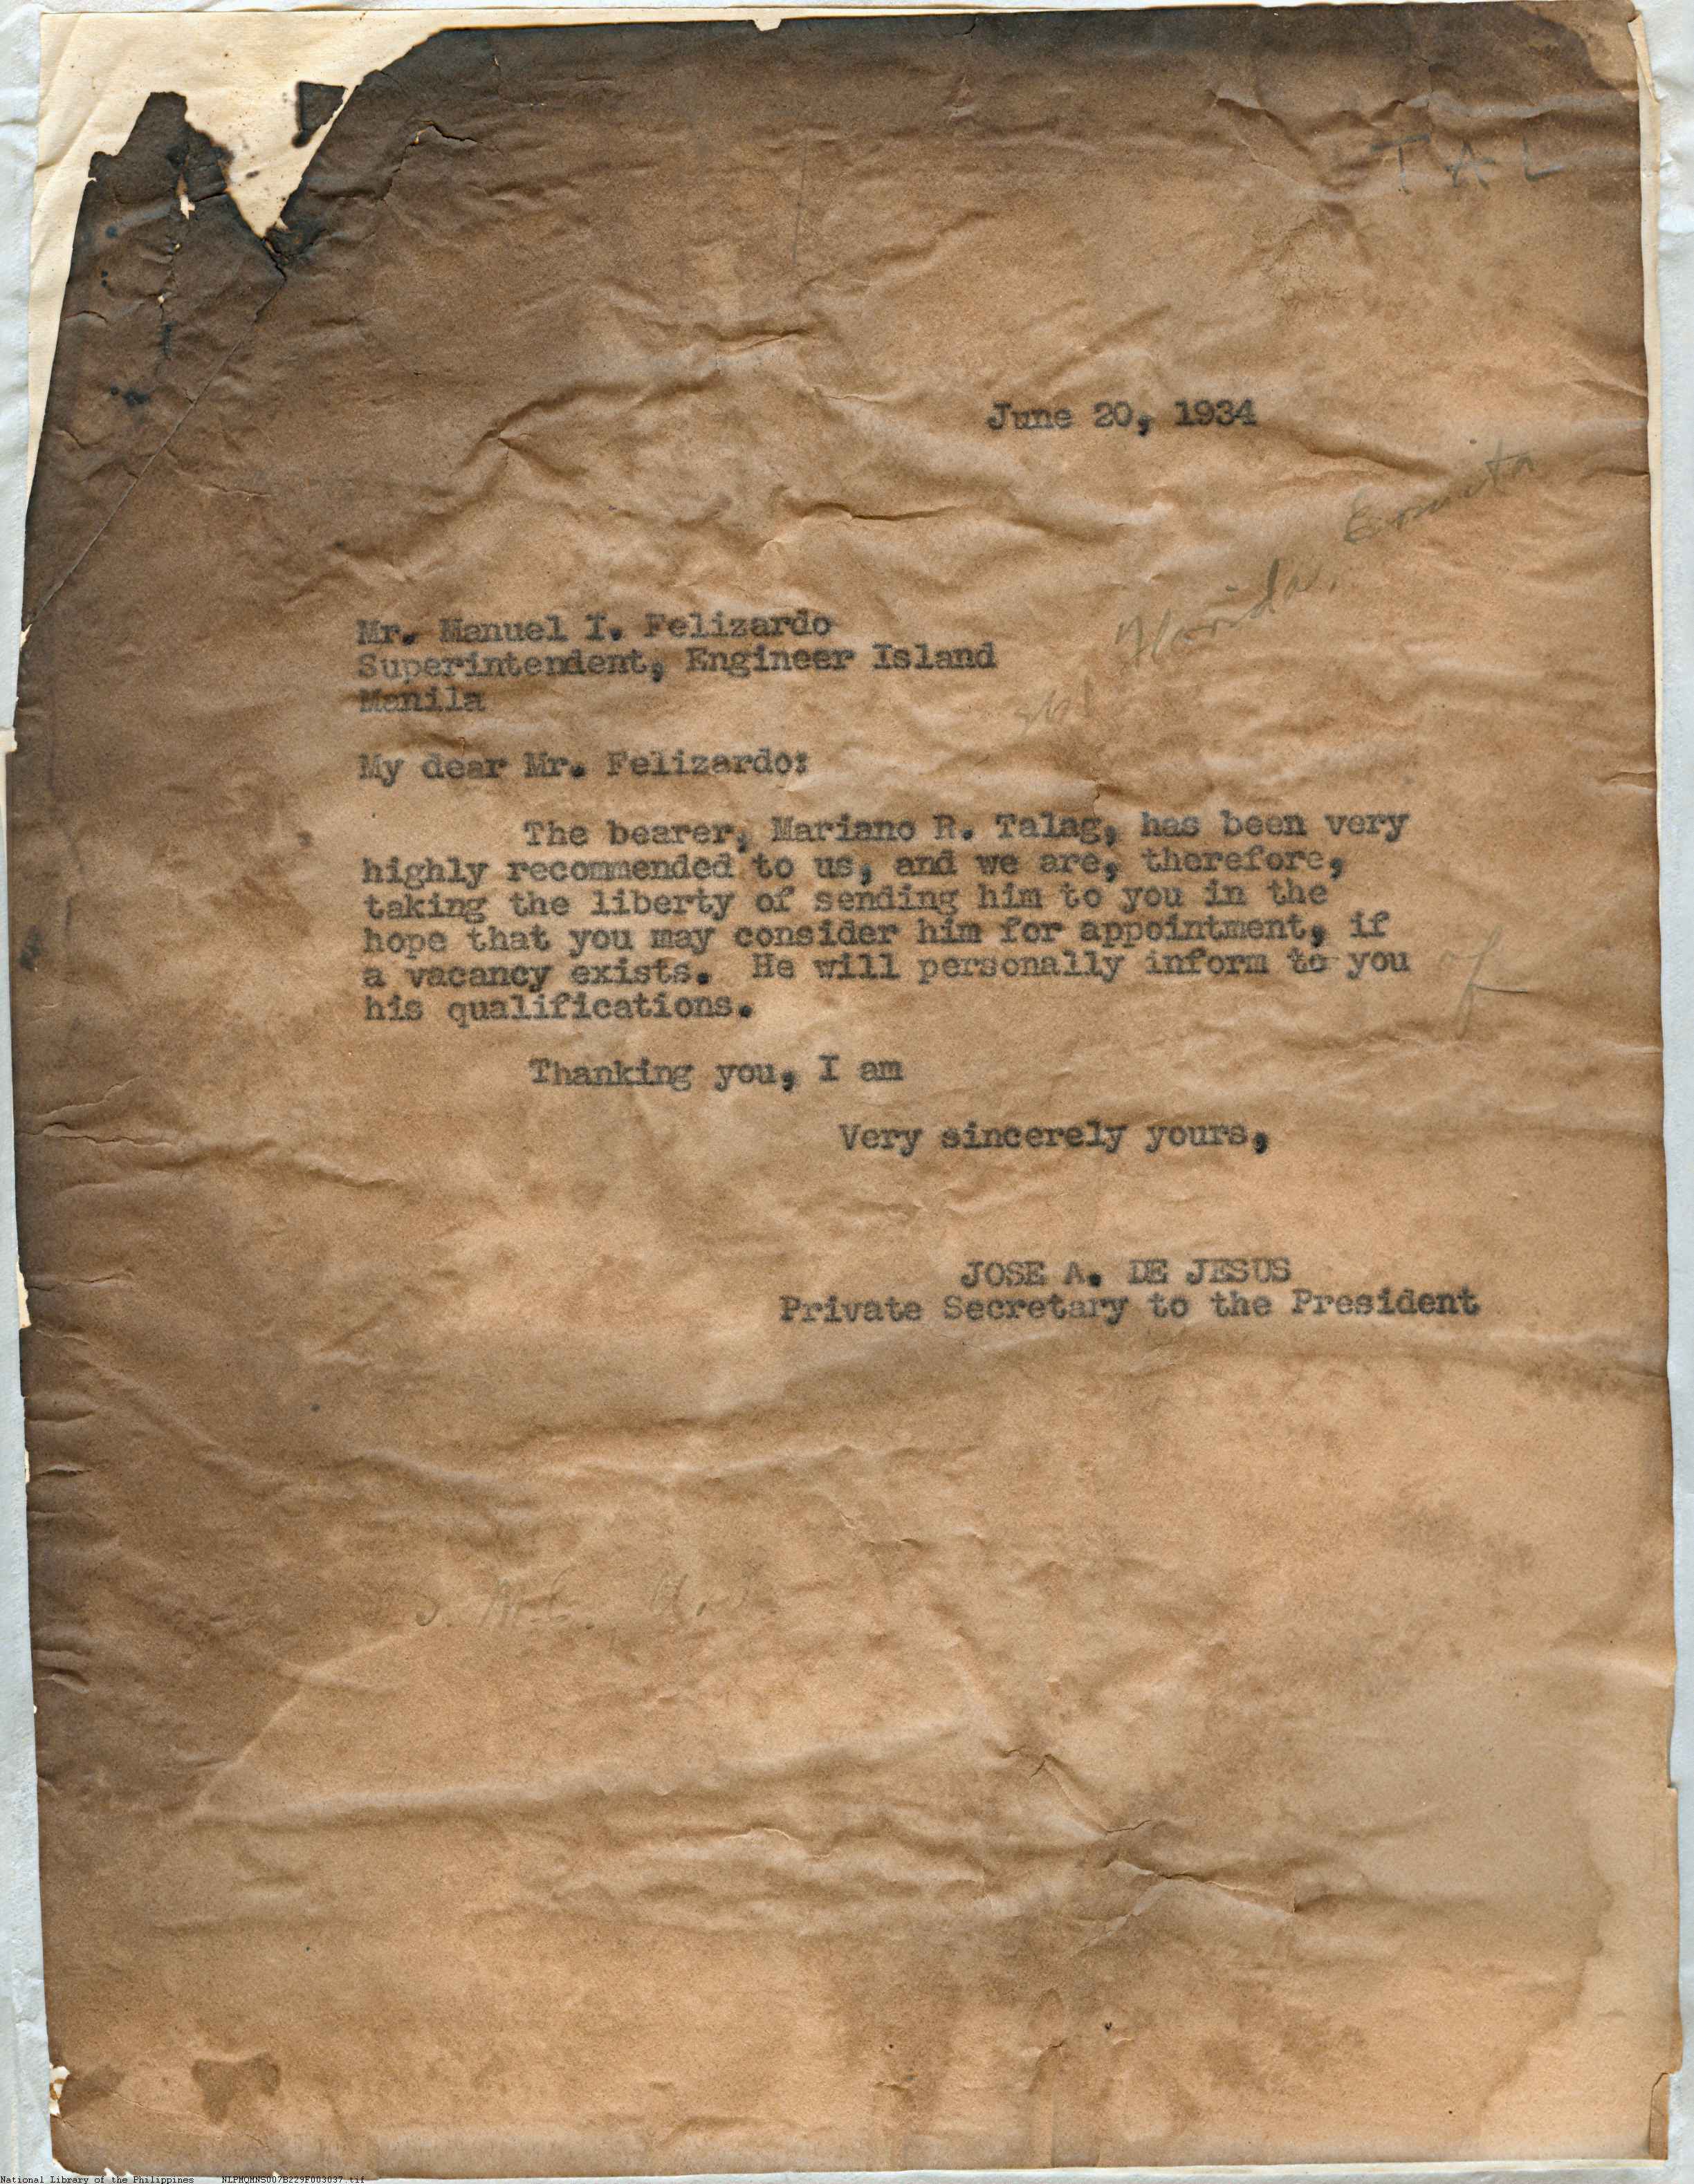 TAL
June 20, 1934
Florida, Ermita
Mr. Manuel I. Felizardo
Superintendent, Engineer Island
Manila
My dear Mr. Felizardo:
The bearer, Mariano R. Talag, has been very
highly recommended to us, and we are, therefore,
taking the liberty of sending him to you in the
hope that you may consider him for appointment, if
a vacancy exists. He will personally inform to you of
his qualifications.
Thanking you, I am
Very sincerely yours,
JOSE A. DE JESUS
Private Secretary to the President
National Library of the Philippines NLPMQMNS007B229F003037.tif